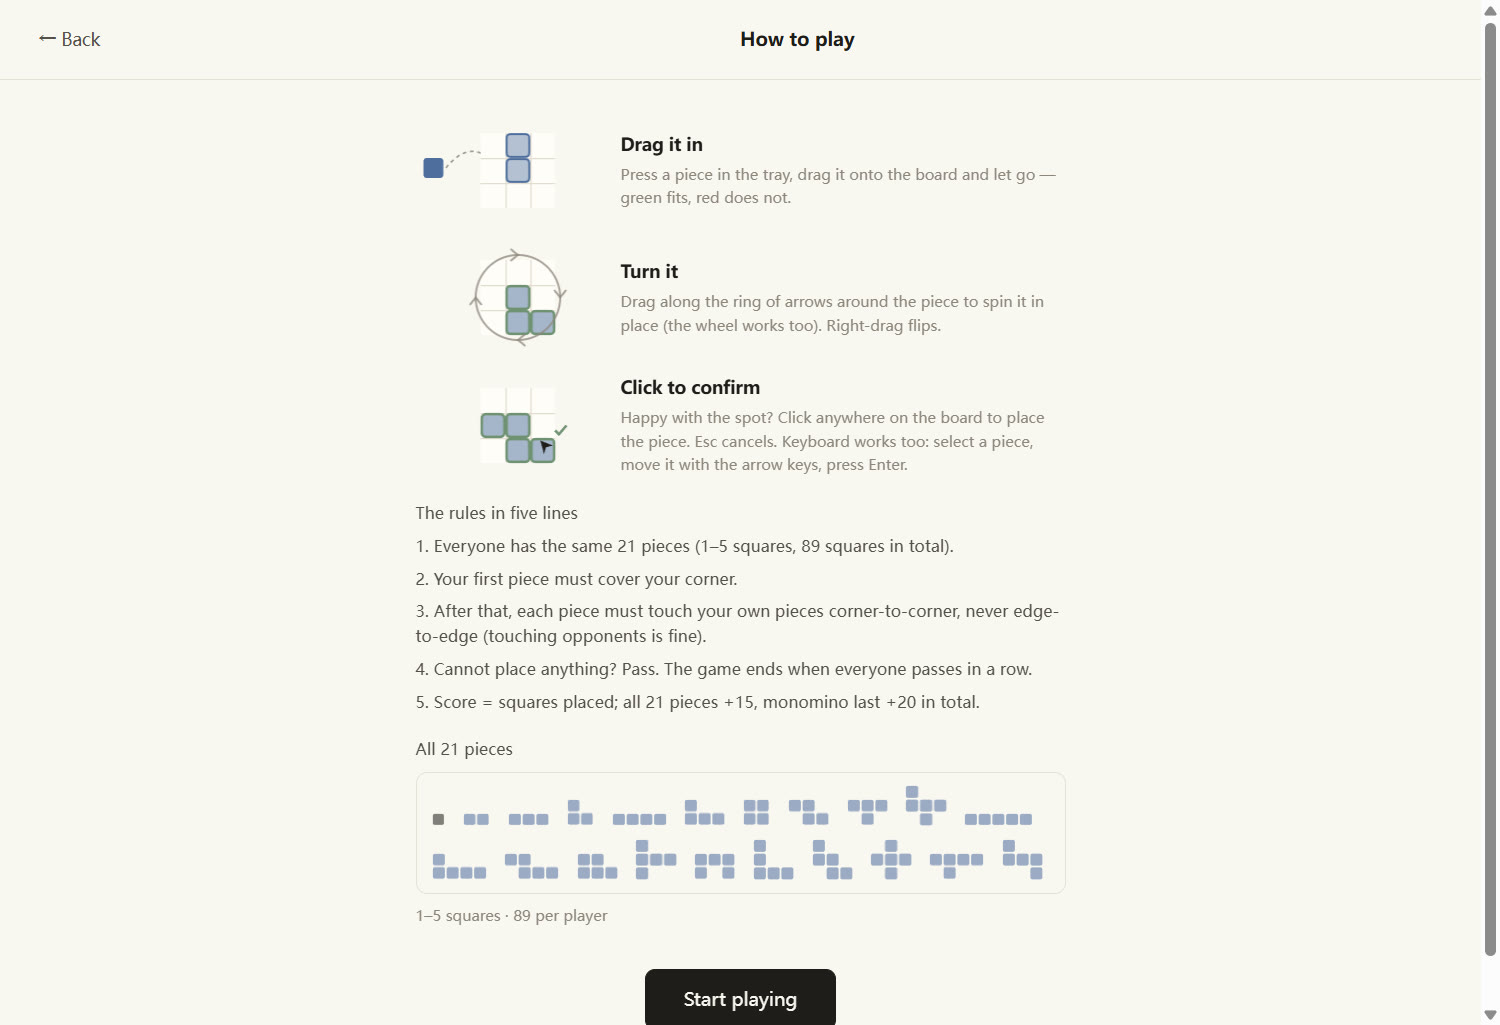 ← Back
How to play
Drag it in
Press a piece in the tray, drag it onto the board and let go —
green fits, red does not.
Turn it
Drag along the ring of arrows around the piece to spin it in
place (the wheel works too). Right-drag flips.
Click to confirm
Happy with the spot? Click anywhere on the board to place
the piece. Esc cancels. Keyboard works too: select a piece,
move it with the arrow keys, press Enter.
The rules in five lines
1. Everyone has the same 21 pieces (1–5 squares, 89 squares in total).
2. Your first piece must cover your corner.
3. After that, each piece must touch your own pieces corner-to-corner, never edge-
to-edge (touching opponents is fine).
4. Cannot place anything? Pass. The game ends when everyone passes in a row.
5. Score = squares placed; all 21 pieces +15, monomino last +20 in total.
All 21 pieces
1–5 squares · 89 per player
Start playing